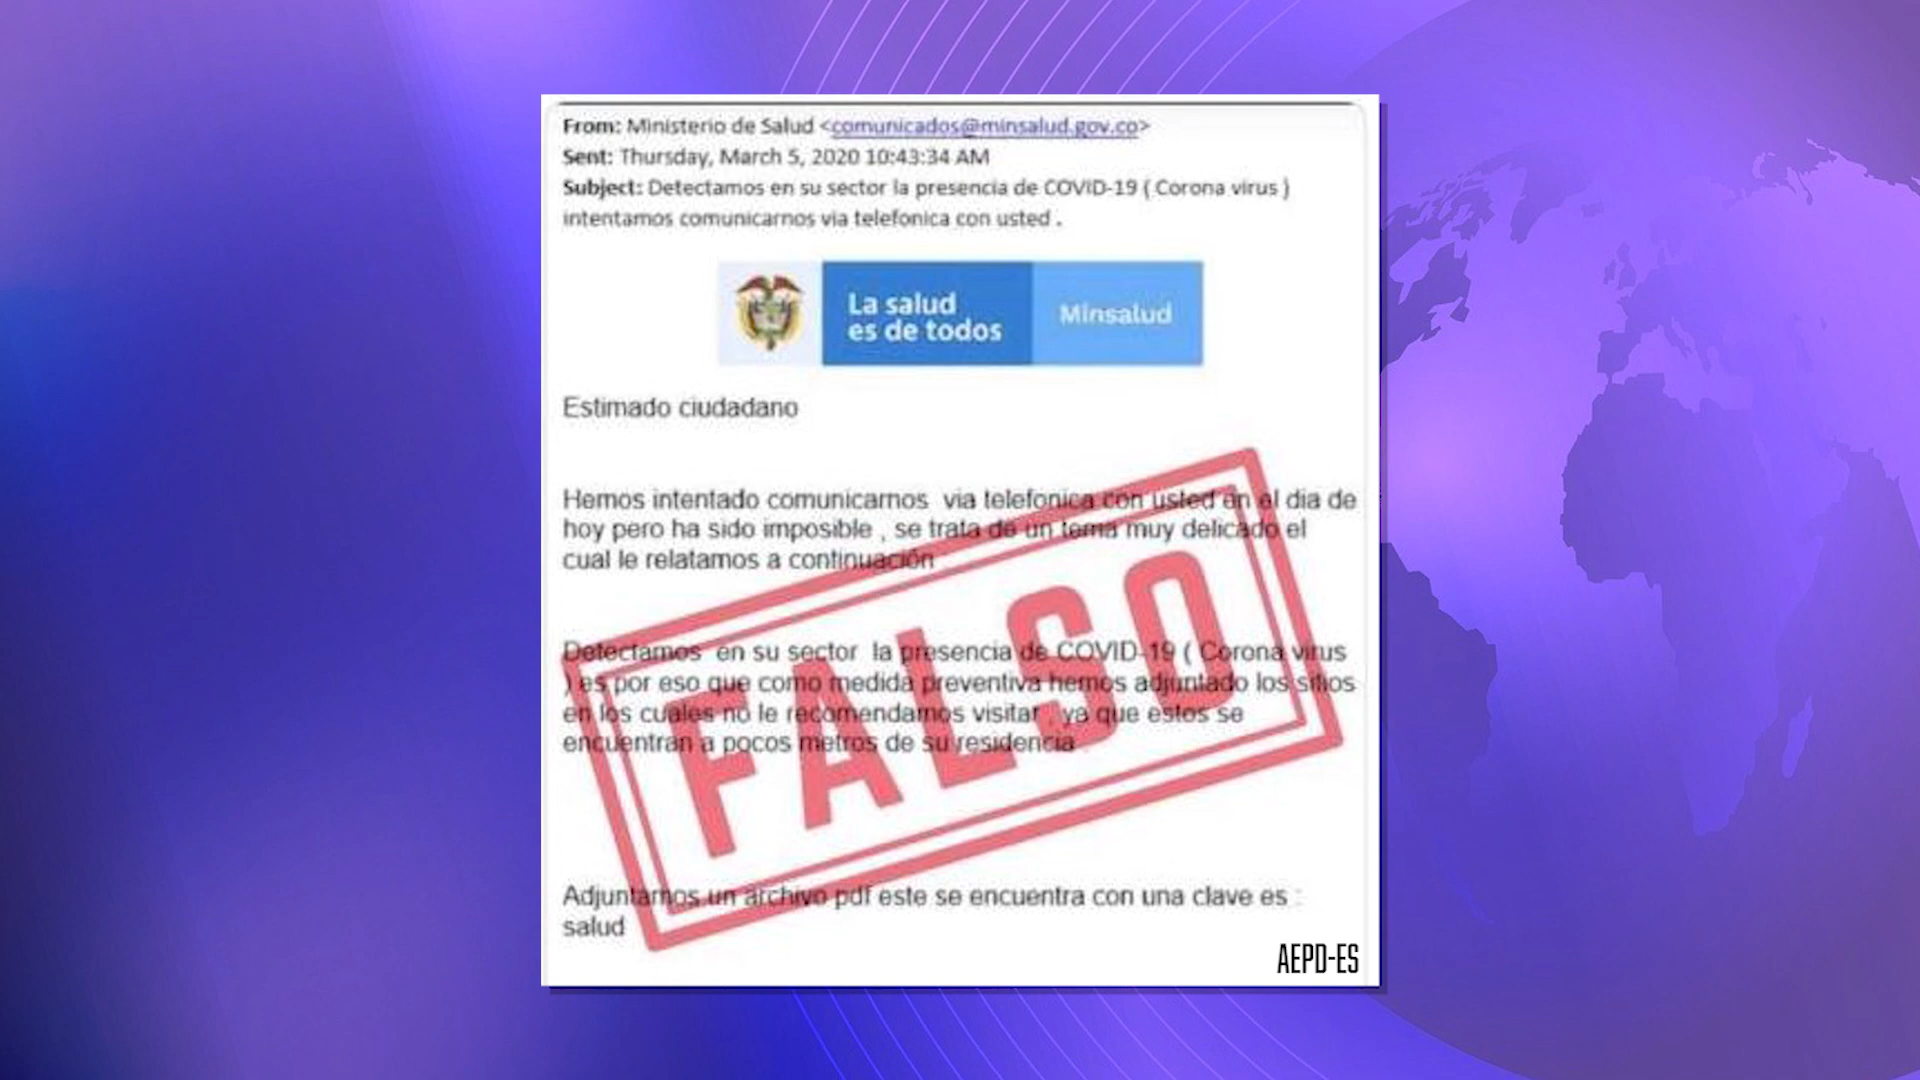 From: Ministerio de Salud <comunicados@minsalud.gov.co>
Sent: Thursday, March 5, 2020 10:43:34 AM
Subject: Detectamos en su sector la presencia de COVID-19 ( Corona virus )
intentamos comunicarnos via telefonica con usted .
La salud
es de todos
Minsalud
Estimado ciudadano
Hemos intentado comunicarnos via telefonica con usted en el dia de
hoy pero ha sido imposible , se trata de un tema muy delicado el
cual le relatamos a continuación
Detectamos en su sector la presencia de COVID-19 ( Corona virus
) es por eso que como medida preventiva hemos adjuntado los sitios
en los cuales no le recomendamos visitar , ya que estos se
encuentran a pocos metros de su residencia
FALSO
Adjuntamos un archivo pdf este se encuentra con una clave es :
salud
AEPD-ES